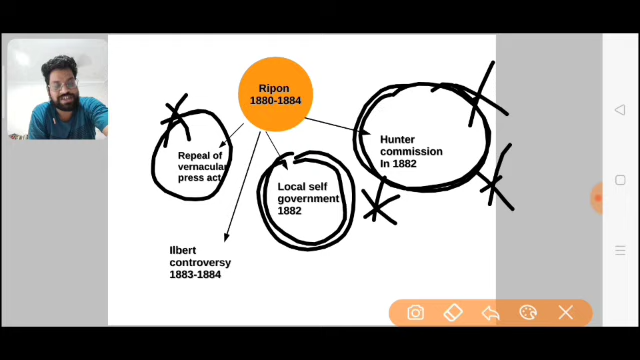 Ripon
1880-1884
Repeal of
vernacular
press act
Local self
government
1882
Hunter
commission
In 1882
Ilbert
controversy
1883-1884